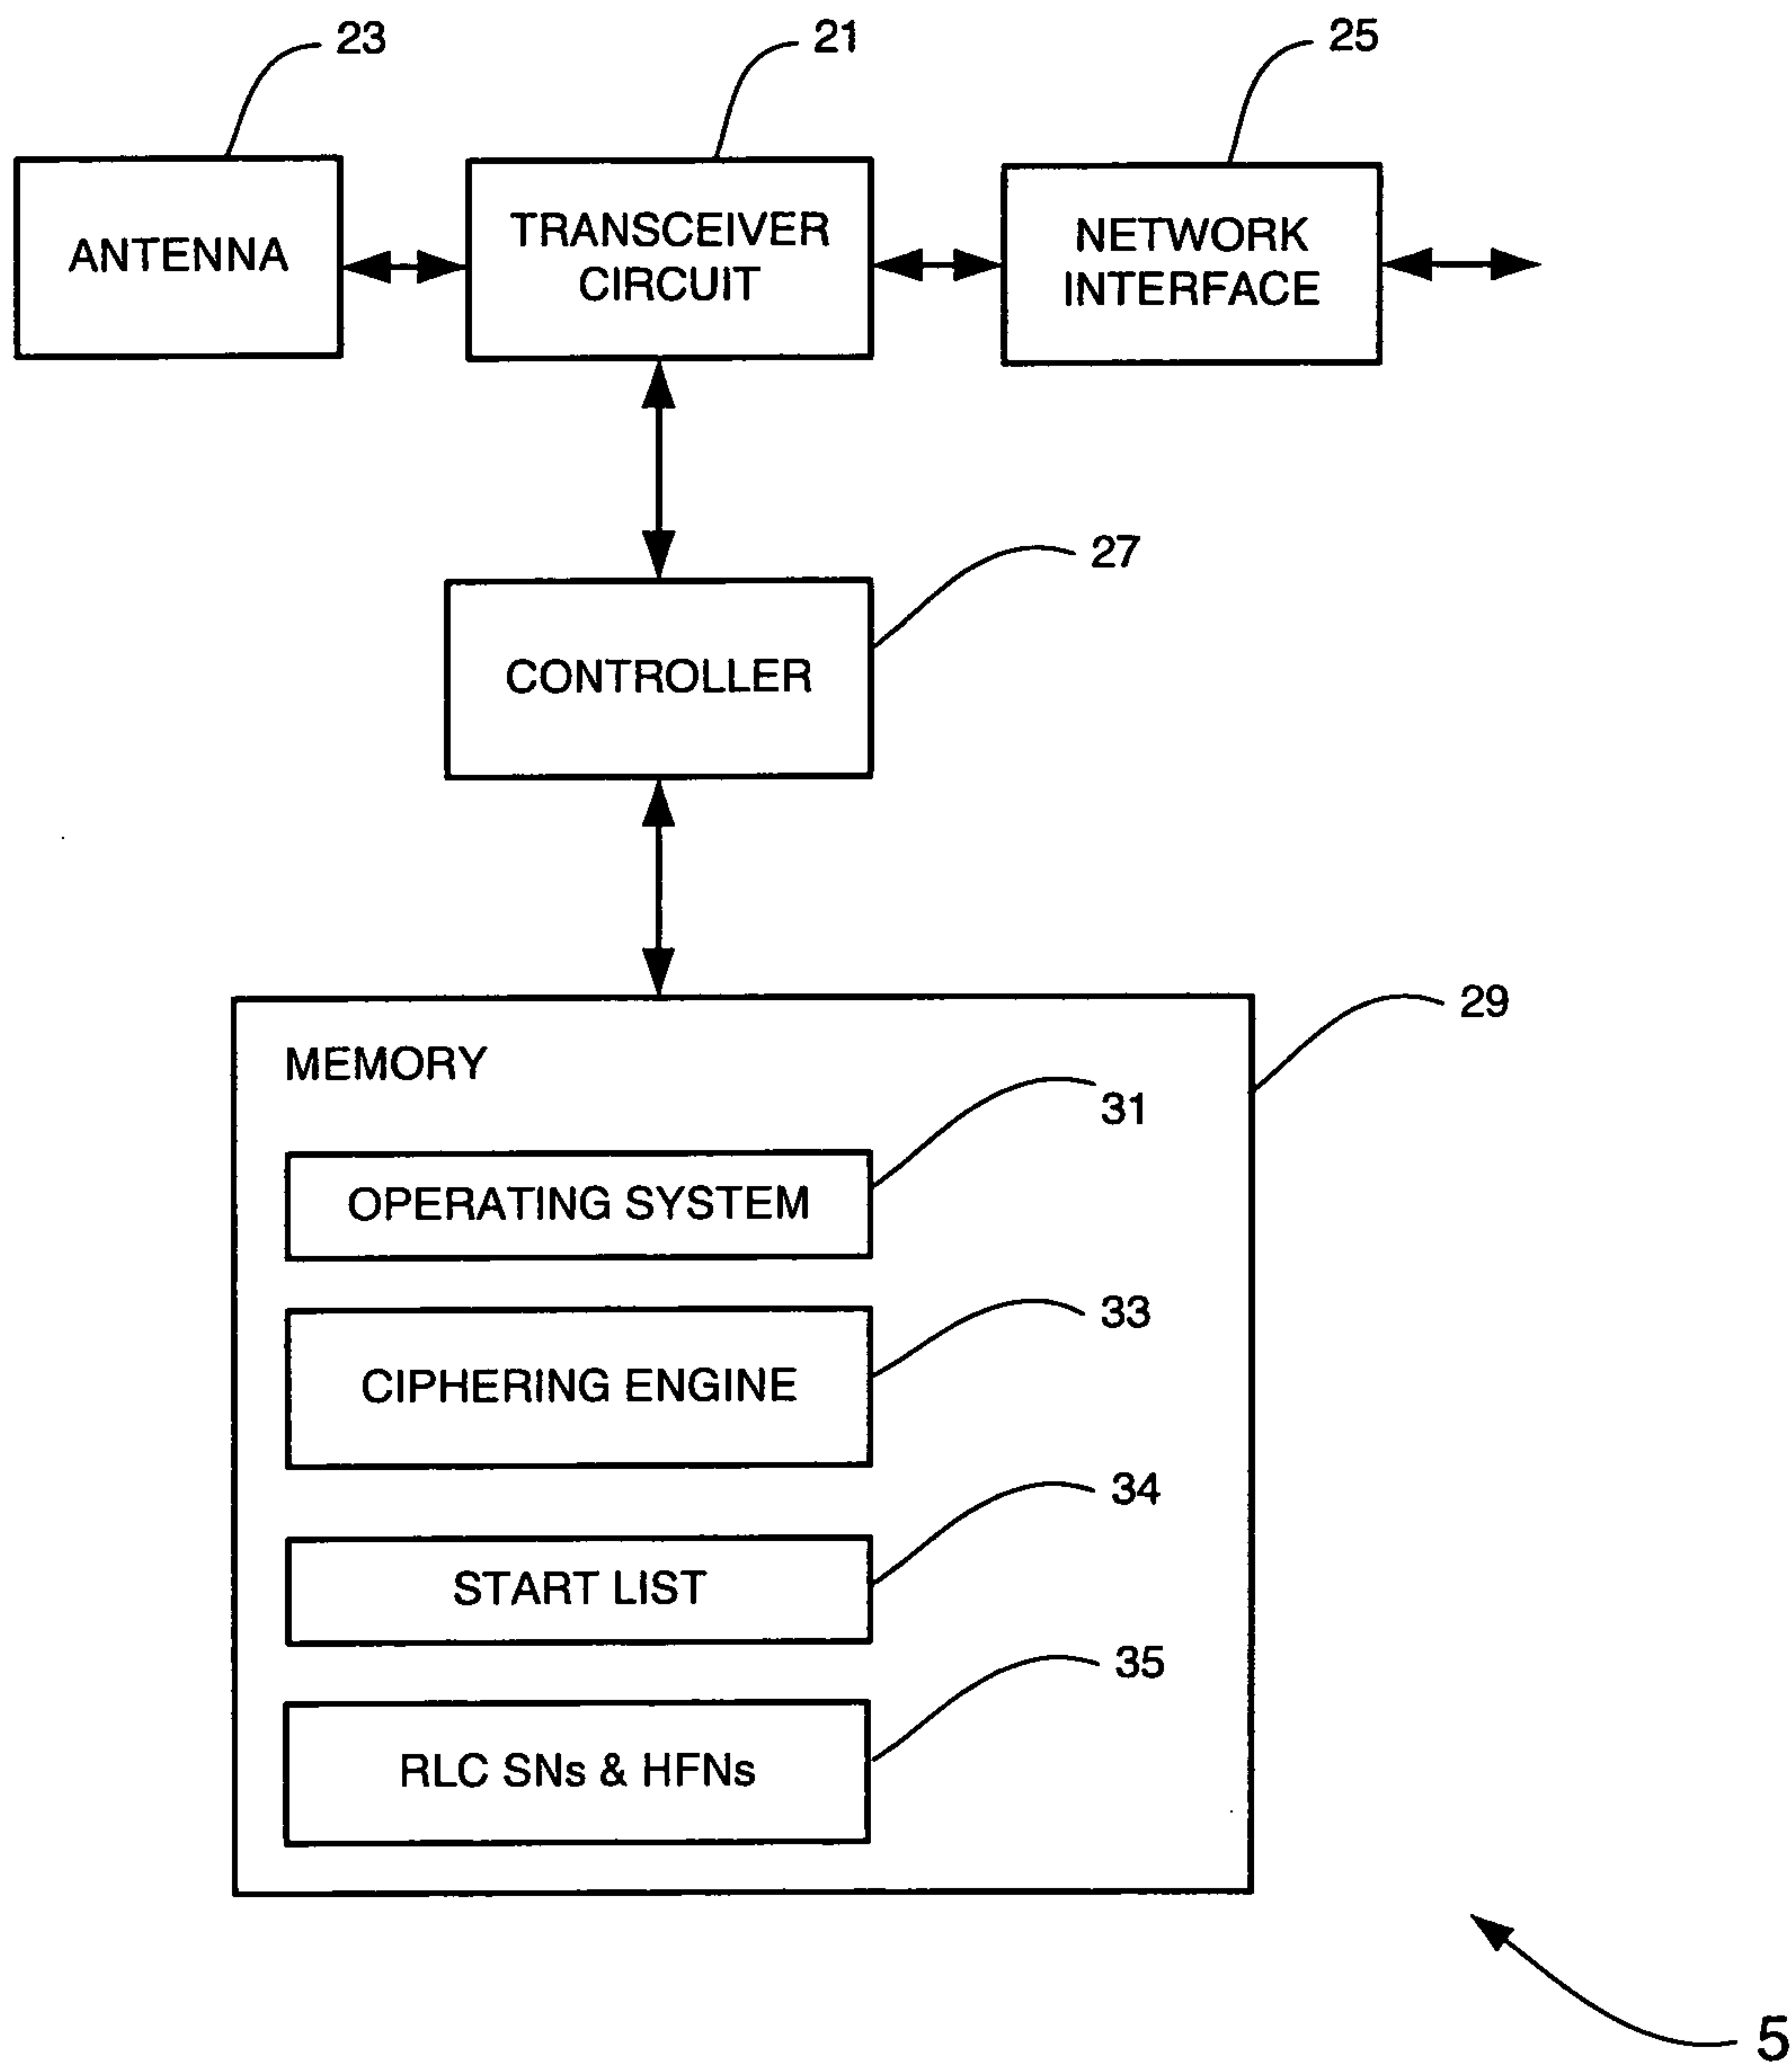 23
21
25
ANTENNA
TRANSCEIVER
CIRCUIT
NETWORK
INTERFACE
27
CONTROLLER
29
MEMORY
31
OPERATING SYSTEM
33
CIPHERING ENGINE
34
START LIST
35
RLC SNs & HFNs
5